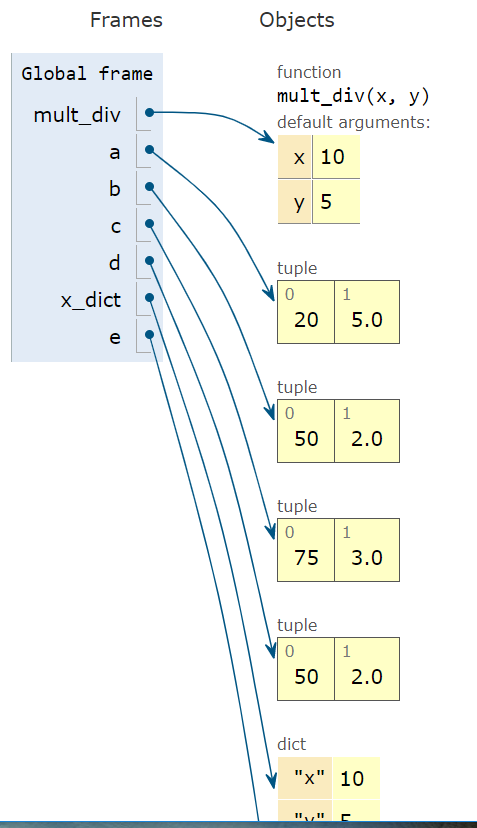 Frames Objects
Global frame
mult_div
a
b
c
d
x_dict
e
function
mult_div(x, y)
default arguments:
x 10
y 5
tuple
0 1
20 5.0
tuple
0 1
50 2.0
tuple
0 1
75 3.0
tuple
0 1
50 2.0
dict
"x" 10
"y" 5